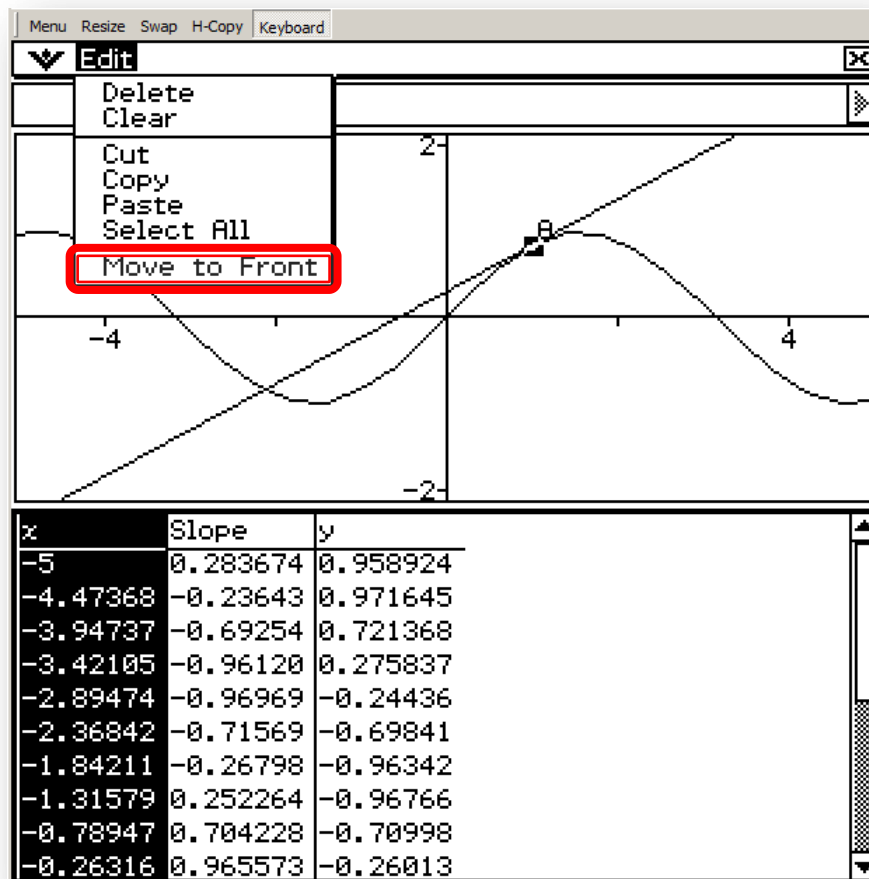 Menu Resize Swap H-Copy Keyboard
Edit
Delete
Clear
Cut
Copy
Paste
Select All
Move to Front
2
A
-4
4
-2
x Slope y
-5 0.283674 0.958924
-4.47368 -0.23643 0.971645
-3.94737 -0.69254 0.721368
-3.42105 -0.96120 0.275837
-2.89474 -0.96969 -0.24436
-2.36842 -0.71569 -0.69841
-1.84211 -0.26798 -0.96342
-1.31579 0.252264 -0.96766
-0.78947 0.704228 -0.70998
-0.26316 0.965573 -0.26013